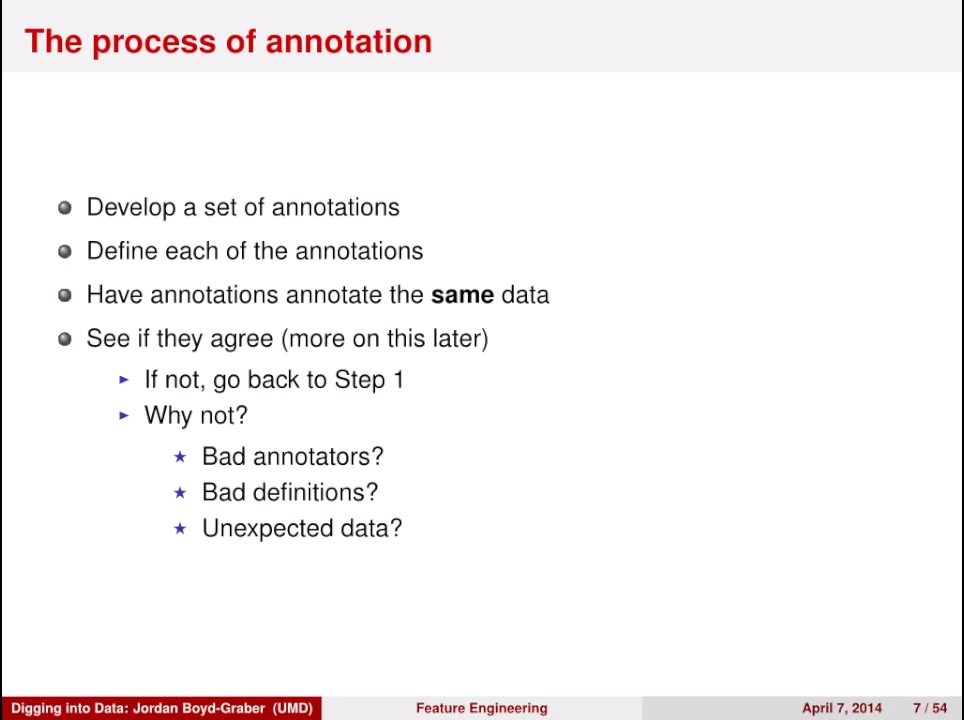 The process of annotation
Develop a set of annotations
Define each of the annotations
Have annotations annotate the same data
See if they agree (more on this later)
If not, go back to Step 1
Why not?
Bad annotators?
Bad definitions?
Unexpected data?
Digging into Data: Jordan Boyd-Graber (UMD) Feature Engineering April 7, 2014 7 / 54